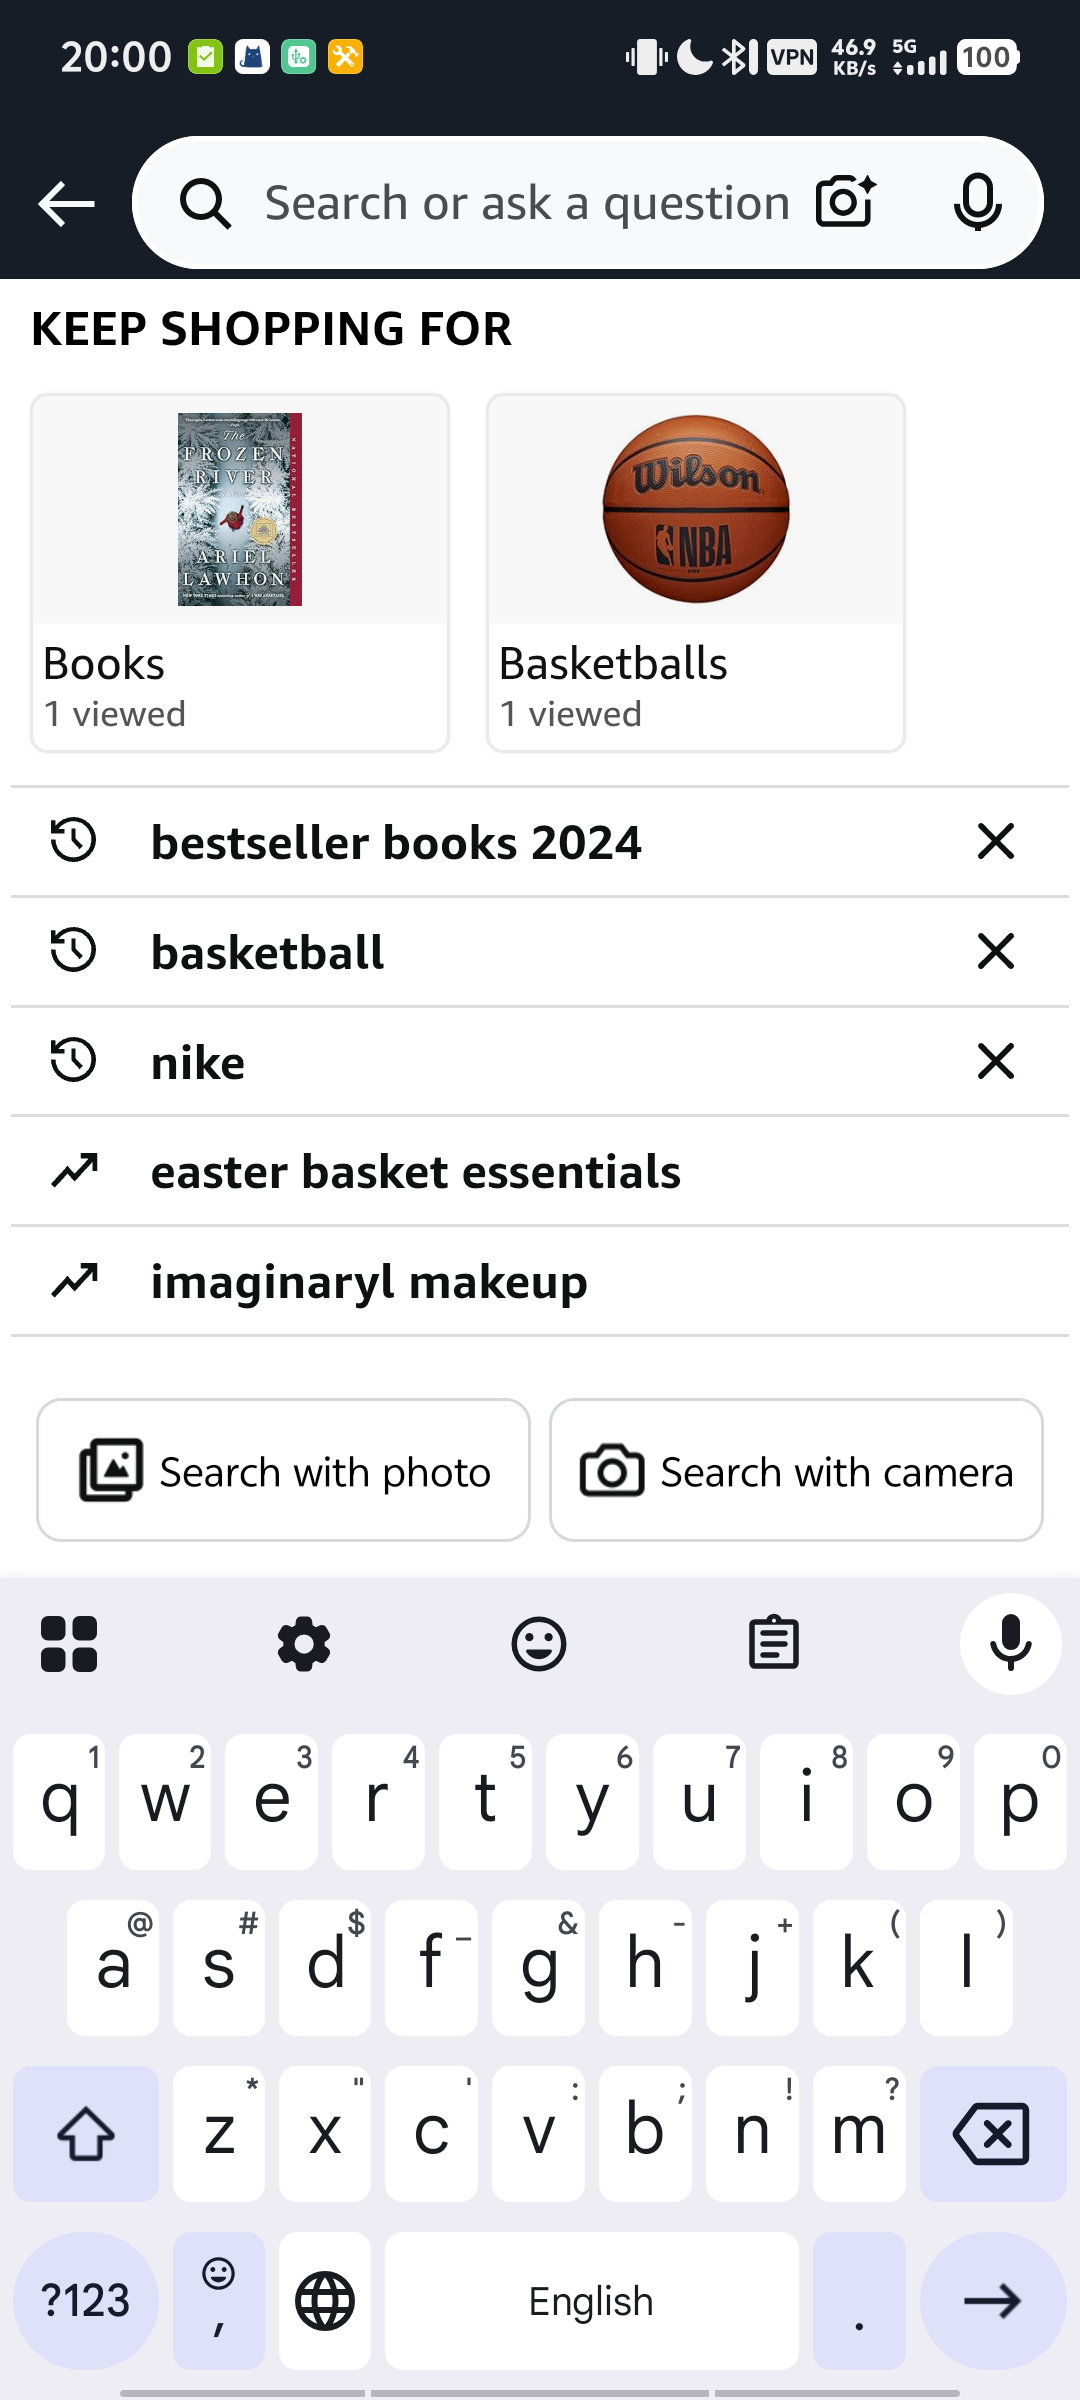 20:00
VPN
46.9 KB/s
5G
100
Search or ask a question
KEEP SHOPPING FOR
The
FROZEN
RIVER
ARIEL
LAWHON
Wilson
NBA
Books
1 viewed
Basketballs
1 viewed
bestseller books 2024
basketball
nike
easter basket essentials
imaginaryl makeup
Search with photo
Search with camera
q 1 w 2 e 3 r 4 t 5 y 6 u 7 i 8 o 9 p 0
a @ s # d $ f _ g & h - j + k ( l )
z * x " c ' v : b ; n ! m ?
?123 , English .